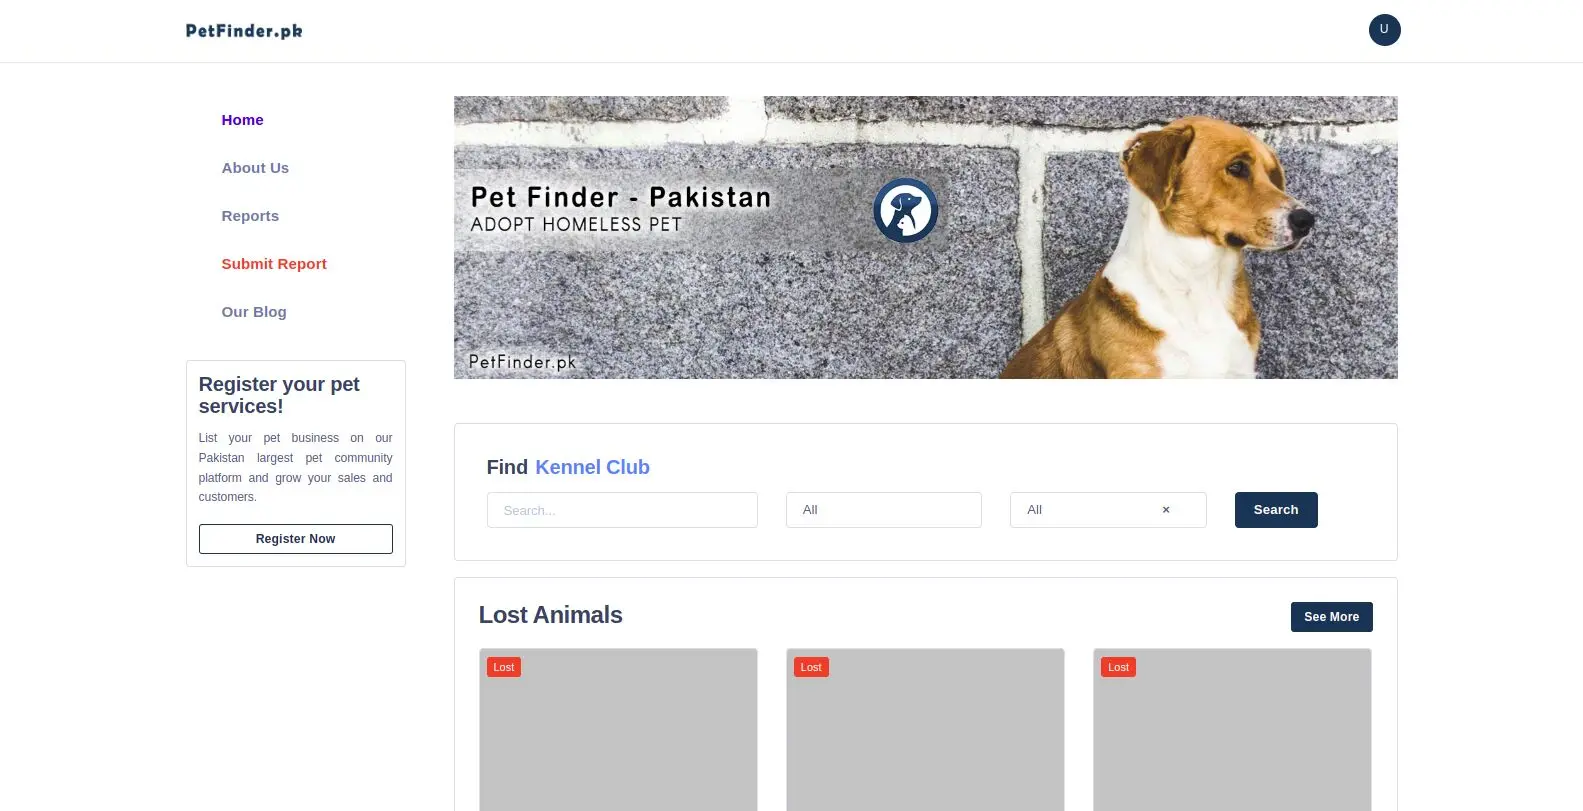 PetFinder.pk
U
Home
About Us
Reports
Submit Report
Our Blog
Register your pet
services!
List your pet business on our
Pakistan largest pet community
platform and grow your sales and
customers.
Register Now
Pet Finder - Pakistan
ADOPT HOMELESS PET
PetFinder.pk
Find Kennel Club
Search...
All
All ×
Search
Lost Animals
See More
Lost
Lost
Lost